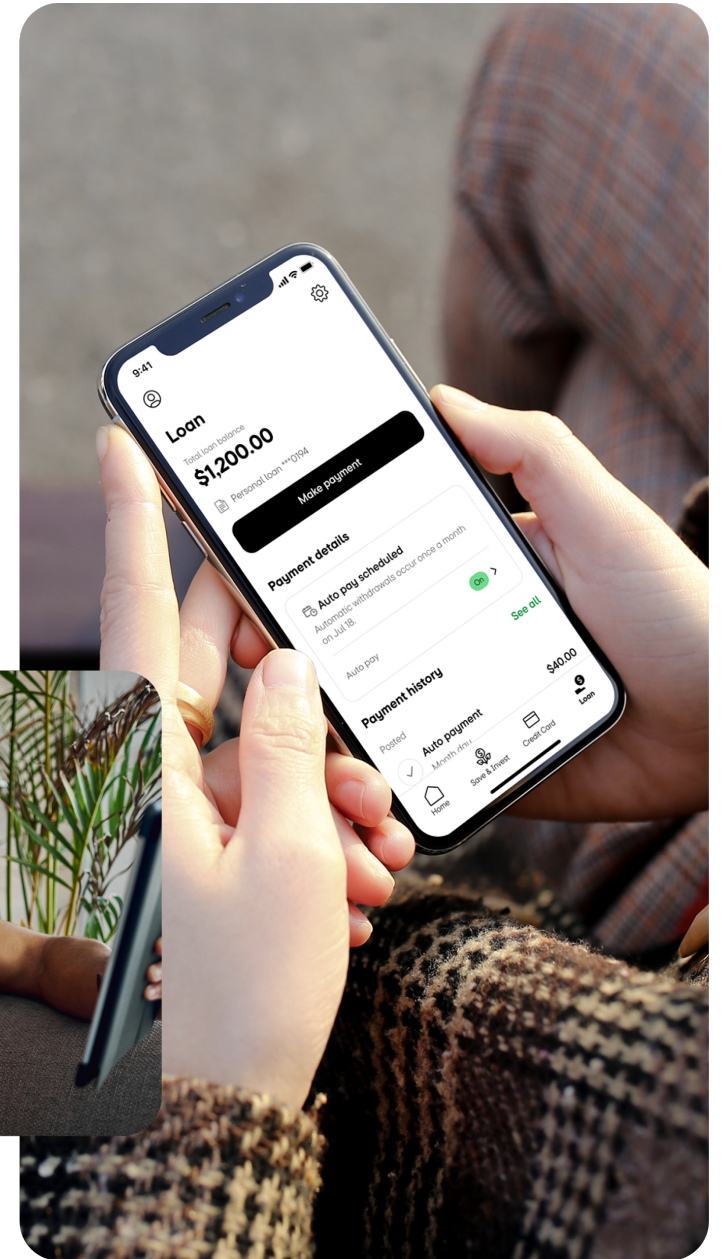 9:41
Loan
Total loan balance
$1,200.00
Personal loan ***0194
Make payment
Payment details
Auto pay scheduled
Automatic withdrawals occur once a month
on Jul 18.
Auto pay
On
Payment history
See all
Posted
Auto payment
$40.00
Month day,
Home
Save & Invest
Credit Card
Loan